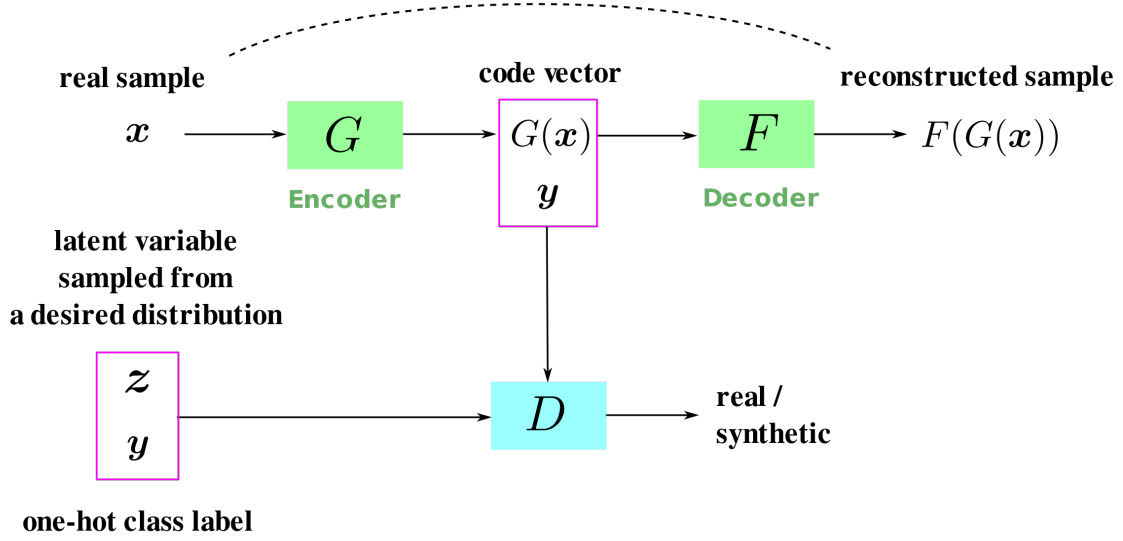 real sample
code vector
reconstructed sample
x
G
G(x)
F
F(G(x))
y
Encoder
Decoder
latent variable
sampled from
a desired distribution
z
y
D
real /
synthetic
one-hot class label